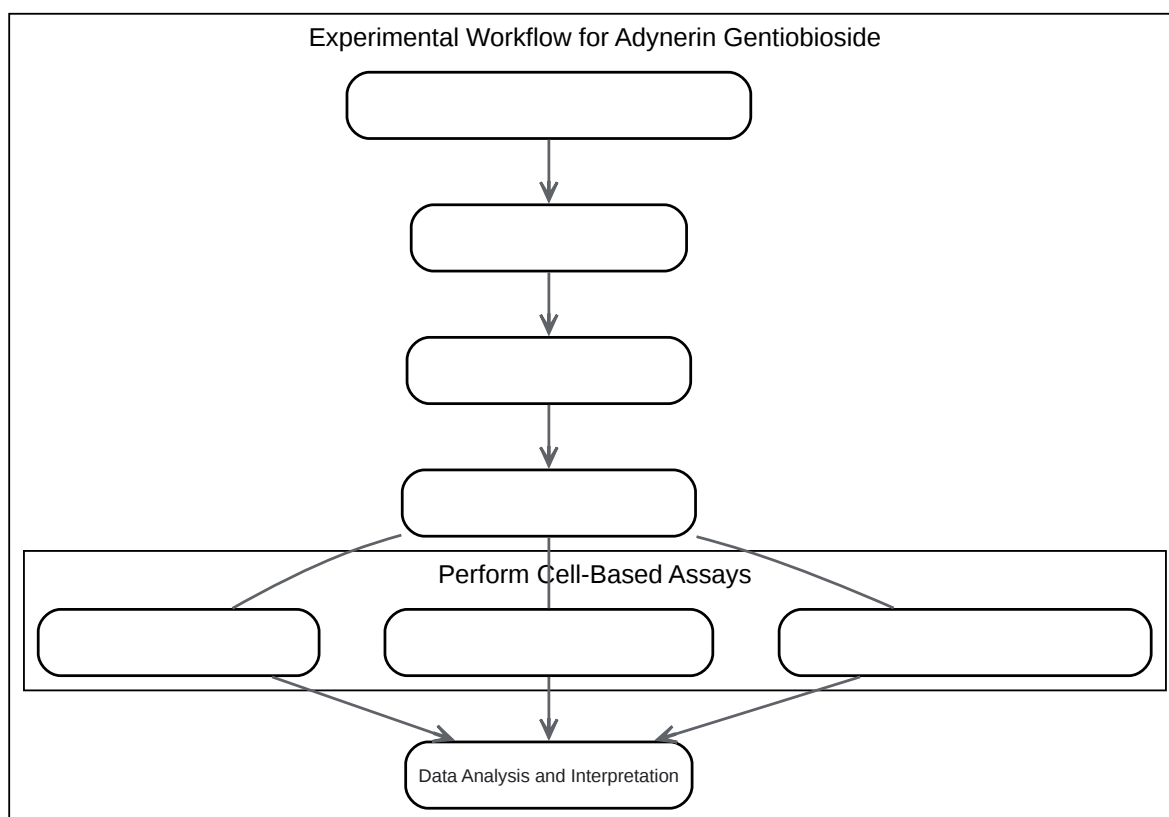 Experimental Workflow for Adynerin Gentiobioside
Perform Cell-Based Assays
Data Analysis and Interpretation